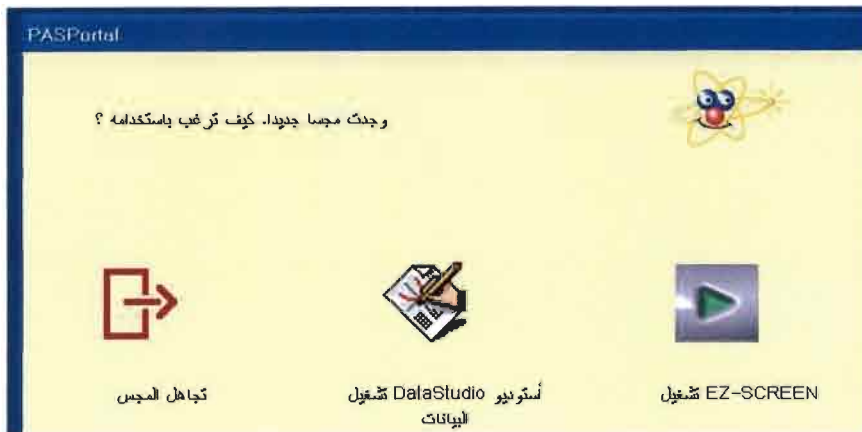 PASPortal
وجدت مجسا جديدا. كيف ترغب باستخدامه ؟
تشغيل EZ-SCREEN
أستوديو DataStudio تشغيل
البيانات
تجاهل المجس